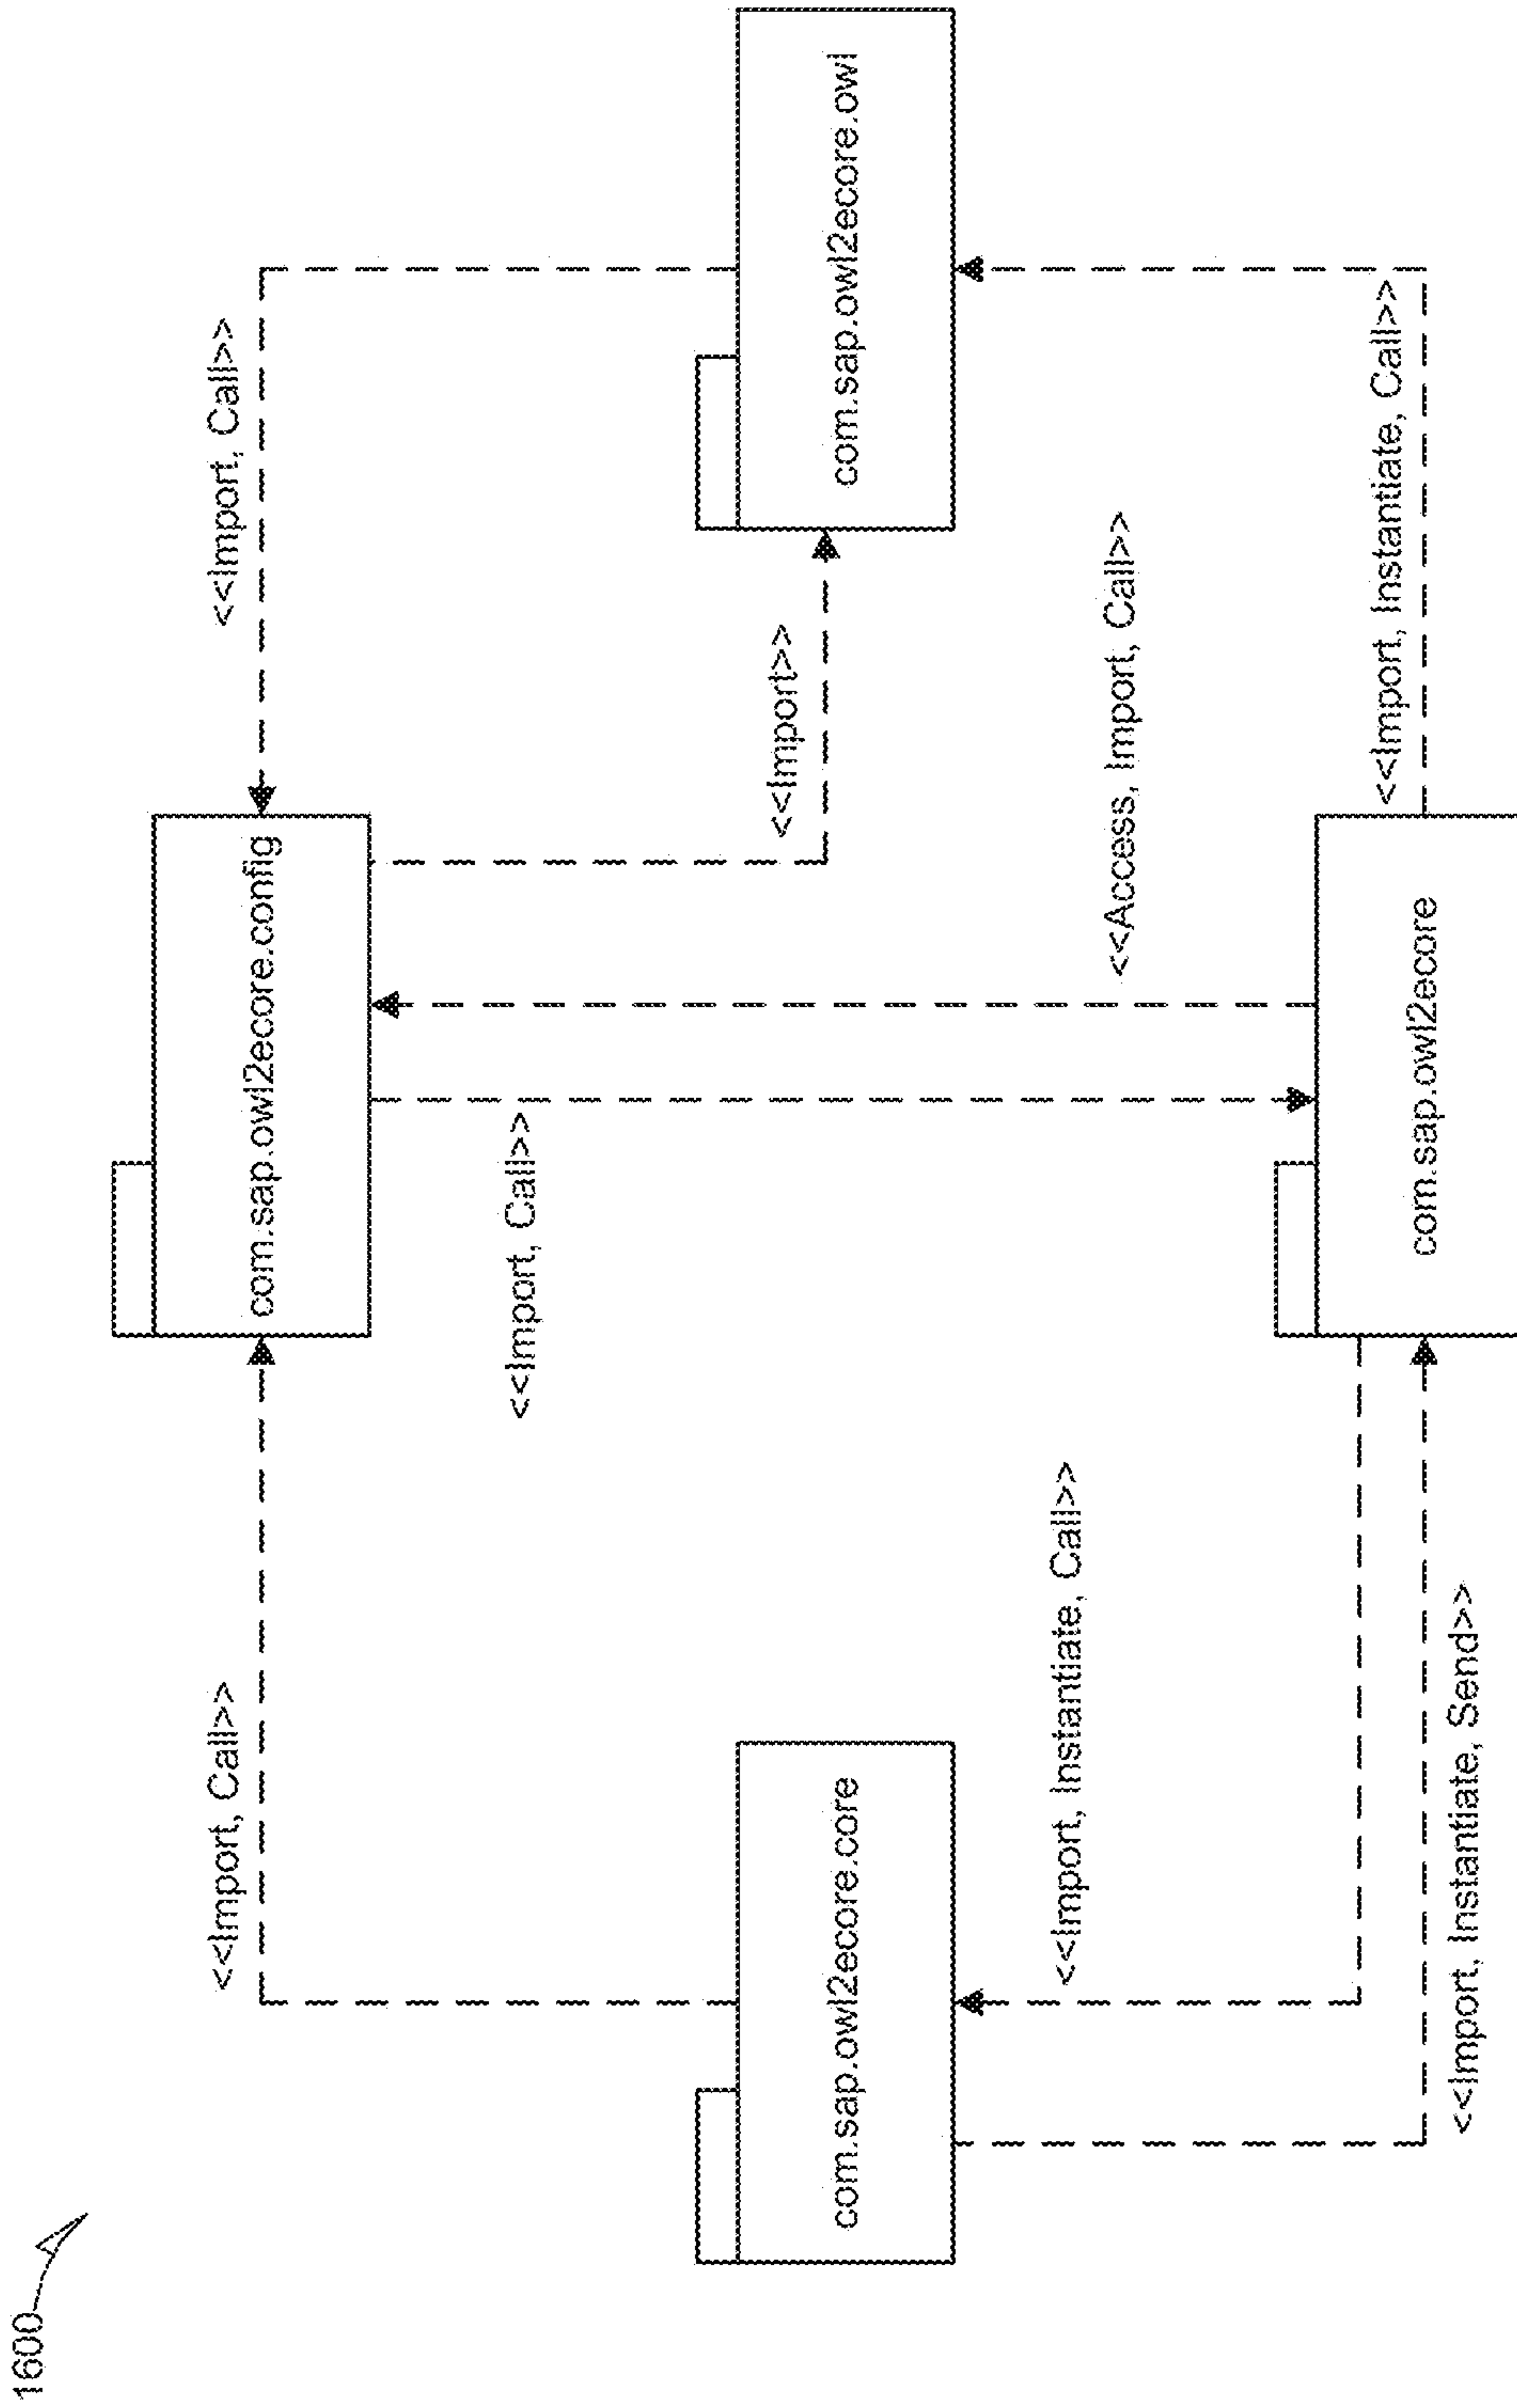 1600
<<Import, Call>>
<<Import, Call>>
com.sap.owl2ecore.config
<<Import, Call>>
<<Import>>
com.sap.owl2ecore.core
com.sap.owl2ecore.owl
<<Import, Instantiate, Call>>
<<Access, Import, Call>>
<<Import, Instantiate, Call>>
com.sap.owl2ecore
<<Import, Instantiate, Send>>